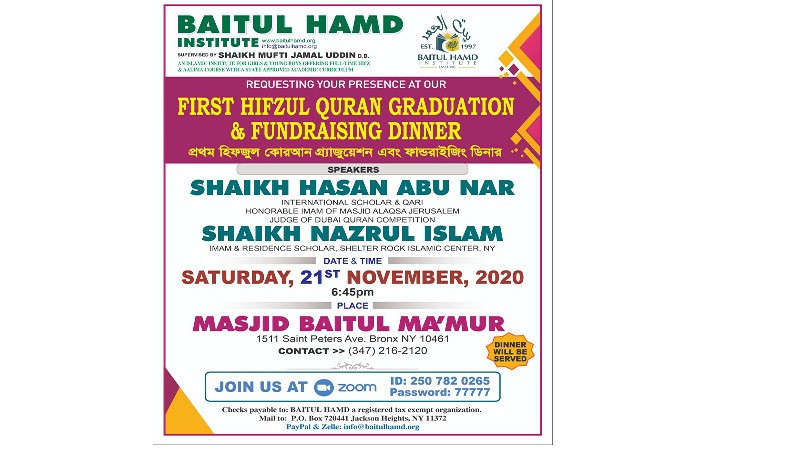 BAITUL HAMD
INSTITUTE www.baitulhamd.org
info@baitulhamd.org
SUPERVISED BY SHAIKH MUFTI JAMAL UDDIN D.B.
AN ISLAMIC INSTITUTE FOR GIRLS & YOUNG BOYS OFFERING FULL-TIME HIFZ
& AALIMA COURSE WITH A STATE APPROVED ACADEMIC CURRICULUM
بيت الحمد
EST. 1997
BAITUL HAMD
INSTITUTE
REQUESTING YOUR PRESENCE AT OUR
FIRST HIFZUL QURAN GRADUATION
& FUNDRAISING DINNER
প্রথম হিফজুল কোরআন গ্র্যাজুয়েশন এবং ফান্ডরাইজিং ডিনার
SPEAKERS
SHAIKH HASAN ABU NAR
INTERNATIONAL SCHOLAR & QARI
HONORABLE IMAM OF MASJID ALAQSA JERUSALEM
JUDGE OF DUBAI QURAN COMPETITION
SHAIKH NAZRUL ISLAM
IMAM & RESIDENCE SCHOLAR, SHELTER ROCK ISLAMIC CENTER, NY
DATE & TIME
SATURDAY, 21ST NOVEMBER, 2020
6:45pm
PLACE
MASJID BAITUL MA'MUR
1511 Saint Peters Ave. Bronx NY 10461
CONTACT >> (347) 216-2120
DINNER
WILL BE
SERVED
JOIN US AT zoom ID: 250 782 0265
Password: 77777
Checks payable to: BAITUL HAMD a registered tax exempt organization.
Mail to: P.O. Box 720441 Jackson Heights, NY 11372
PayPal & Zelle: info@baitulhamd.org